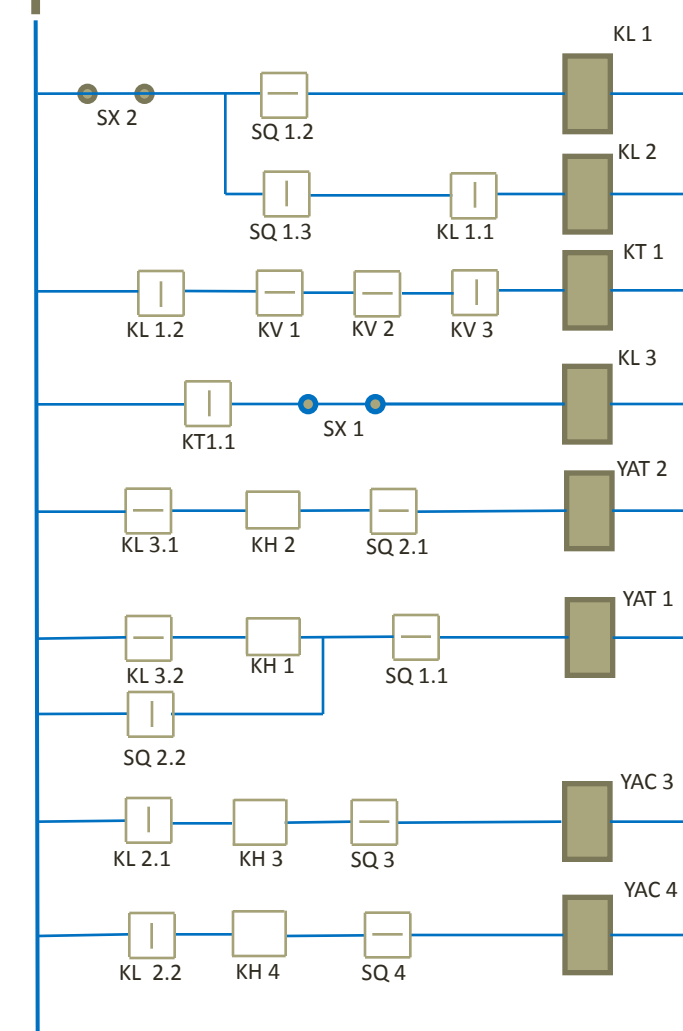 KL 1
SX 2
SQ 1.2
KL 2
SQ 1.3
KL 1.1
KT 1
KL 1.2
KV 1
KV 2
KV 3
KL 3
KT1.1
SX 1
YAT 2
KL 3.1
KH 2
SQ 2.1
YAT 1
KL 3.2
KH 1
SQ 1.1
SQ 2.2
YAC 3
KL 2.1
KH 3
SQ 3
YAC 4
KL 2.2
KH 4
SQ 4